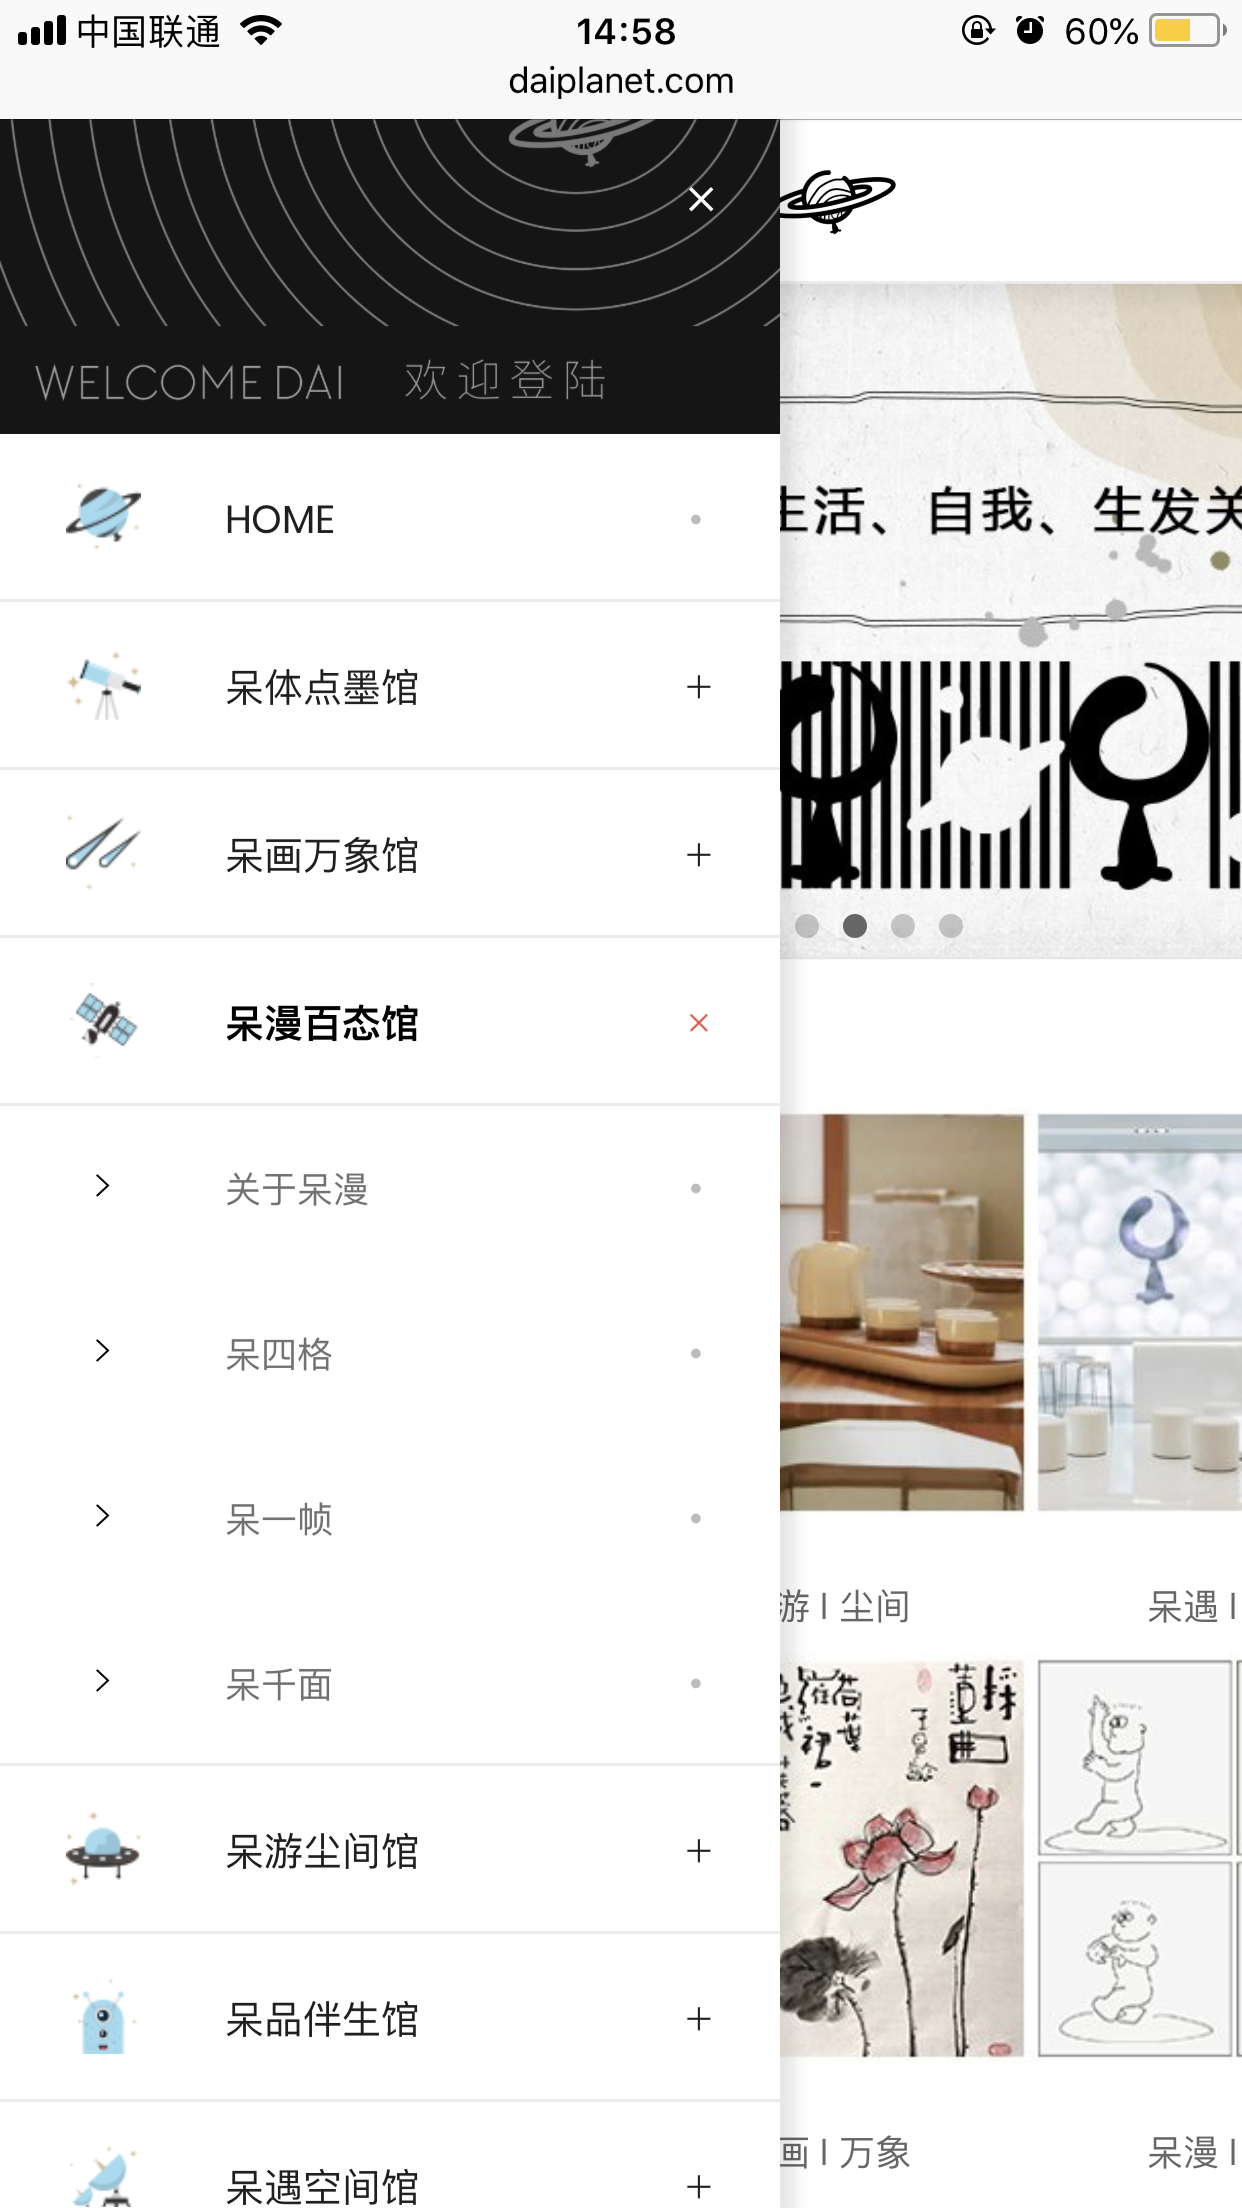 中国联通 14:58 60%
daiplanet.com
WELCOME DAI 欢迎登陆
HOME
呆体点墨馆
呆画万象馆
呆漫百态馆
关于呆漫
呆四格
呆一帧
呆千面
呆游尘间馆
呆品伴生馆
呆遇空间馆
生活、自我、生发关
游 | 尘间
呆遇 |
画 | 万象
呆漫 |